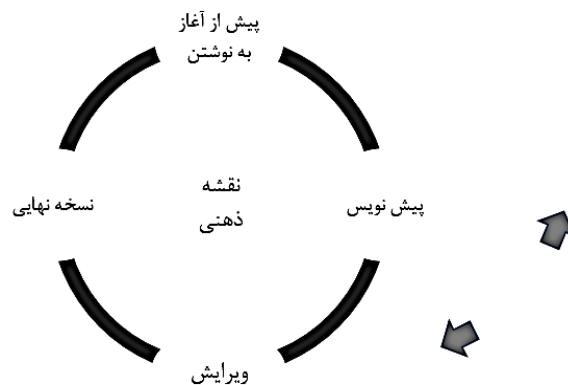 پیش از آغاز
به نوشتن
پیش نویس
نقشه
ذهنی
نسخه نهایی
ویرایش